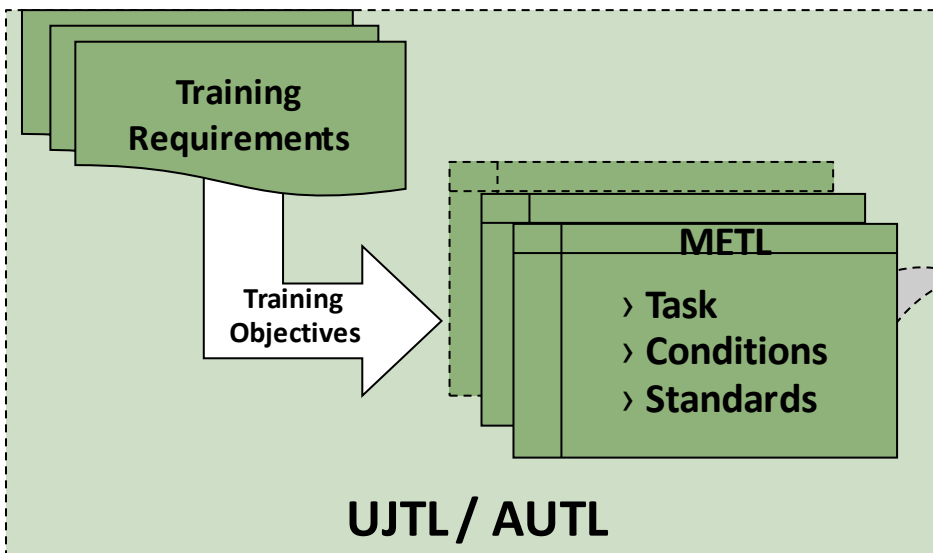 Training
Requirements
Training
Objectives
METL
› Task
› Conditions
› Standards
UJTL / AUTL